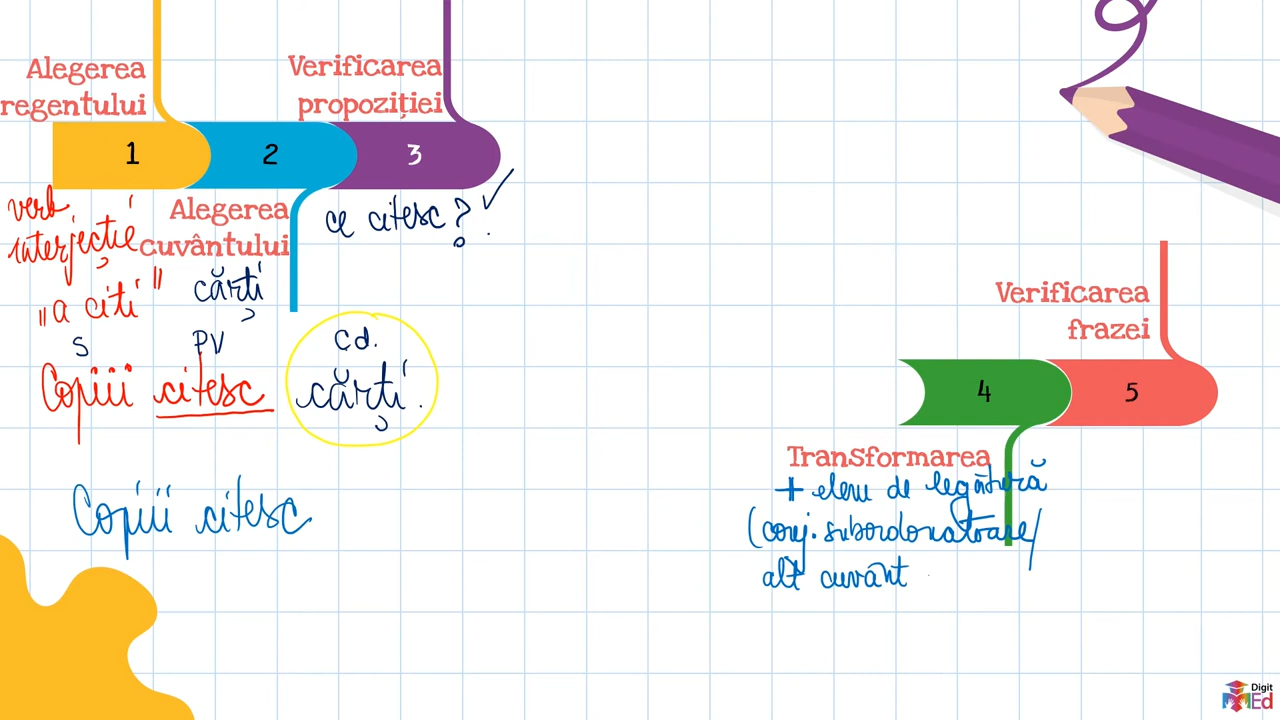 Alegerea
regentului
1
verb
interjecție
„a citi"
2
Alegerea
cuvântului
cărți
Verificarea
propoziției
3
ce citesc? ✓
S PV Cd.
Copiii citesc cărți.
Copiii citesc
4
Transformarea
+ elem de legătură
(conj. subordonatoare/
alt cuvânt
Verificarea
frazei
5
Digit
MEd